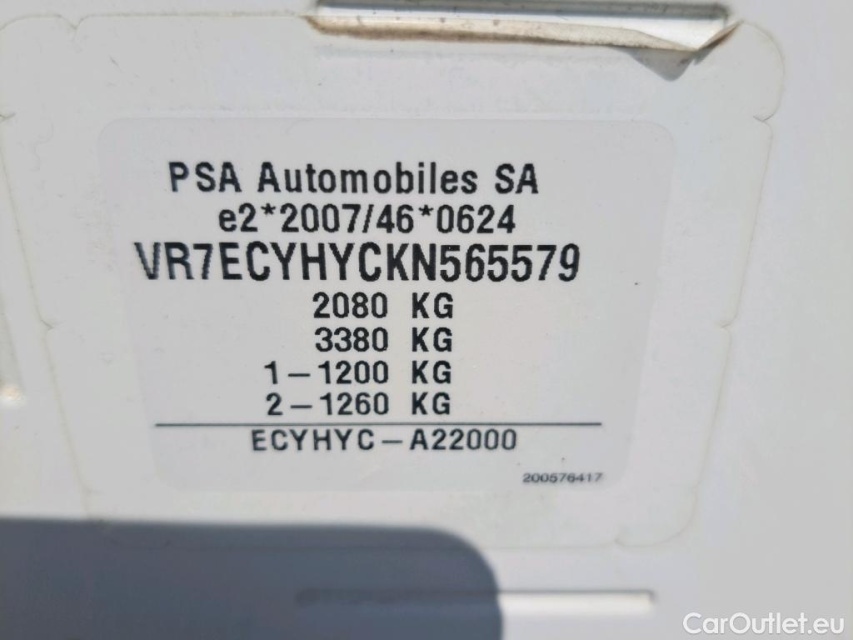 PSA Automobiles SA
e2*2007/46*0624
VR7ECYHYCKN565579
2080 KG
3380 KG
1-1200 KG
2-1260 KG
ECYHYC-A22000
200576417
CarOutlet.eu